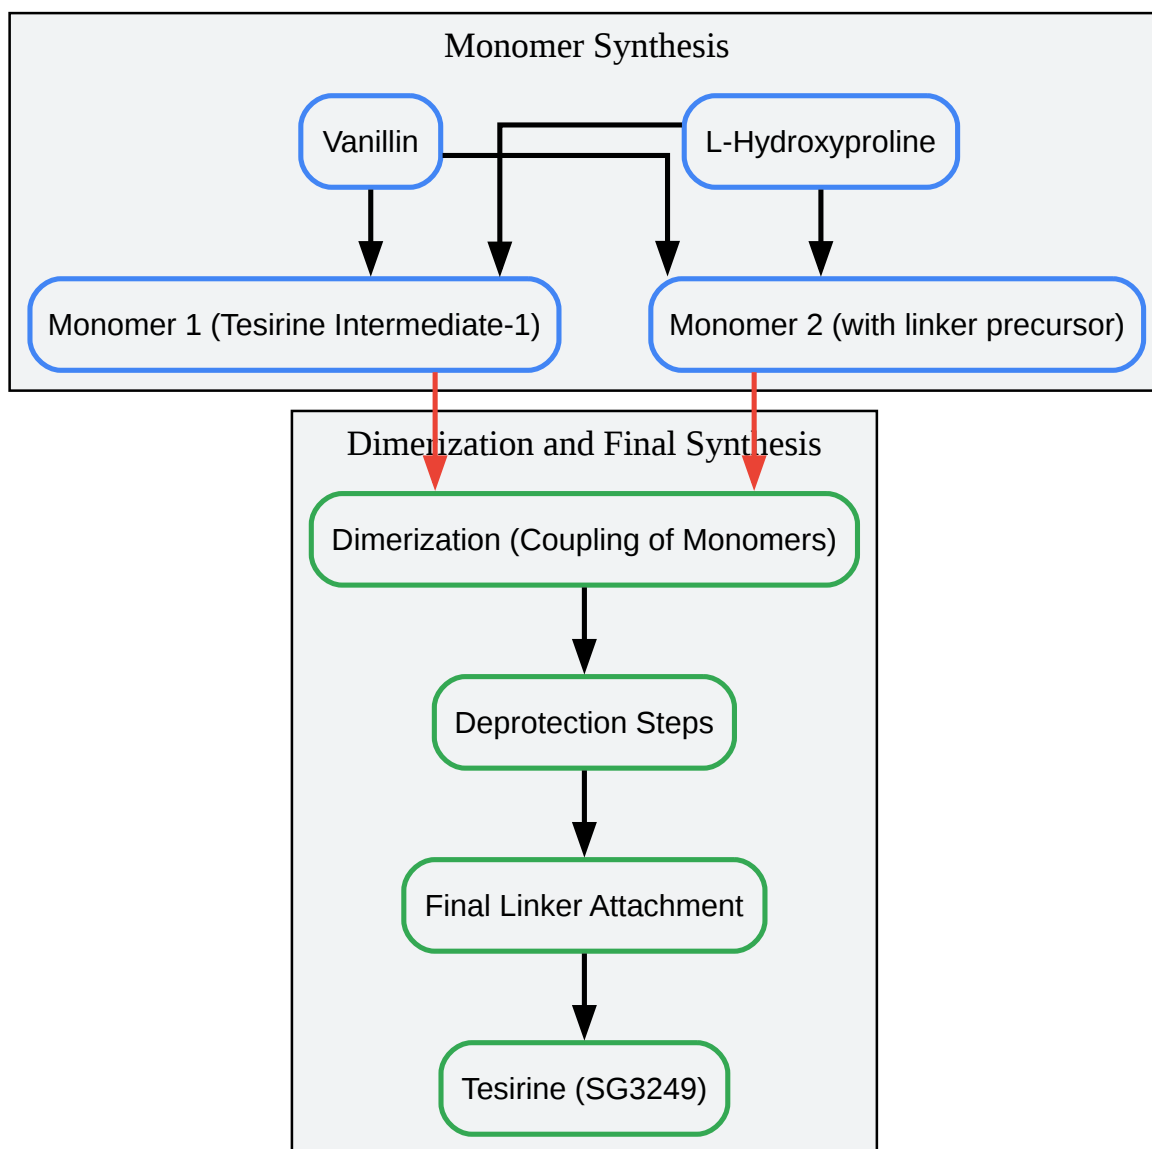 Monomer Synthesis
Vanillin
L-Hydroxyproline
Monomer 1 (Tesirine Intermediate-1)
Monomer 2 (with linker precursor)
Dimerization and Final Synthesis
Dimerization (Coupling of Monomers)
Deprotection Steps
Final Linker Attachment
Tesirine (SG3249)